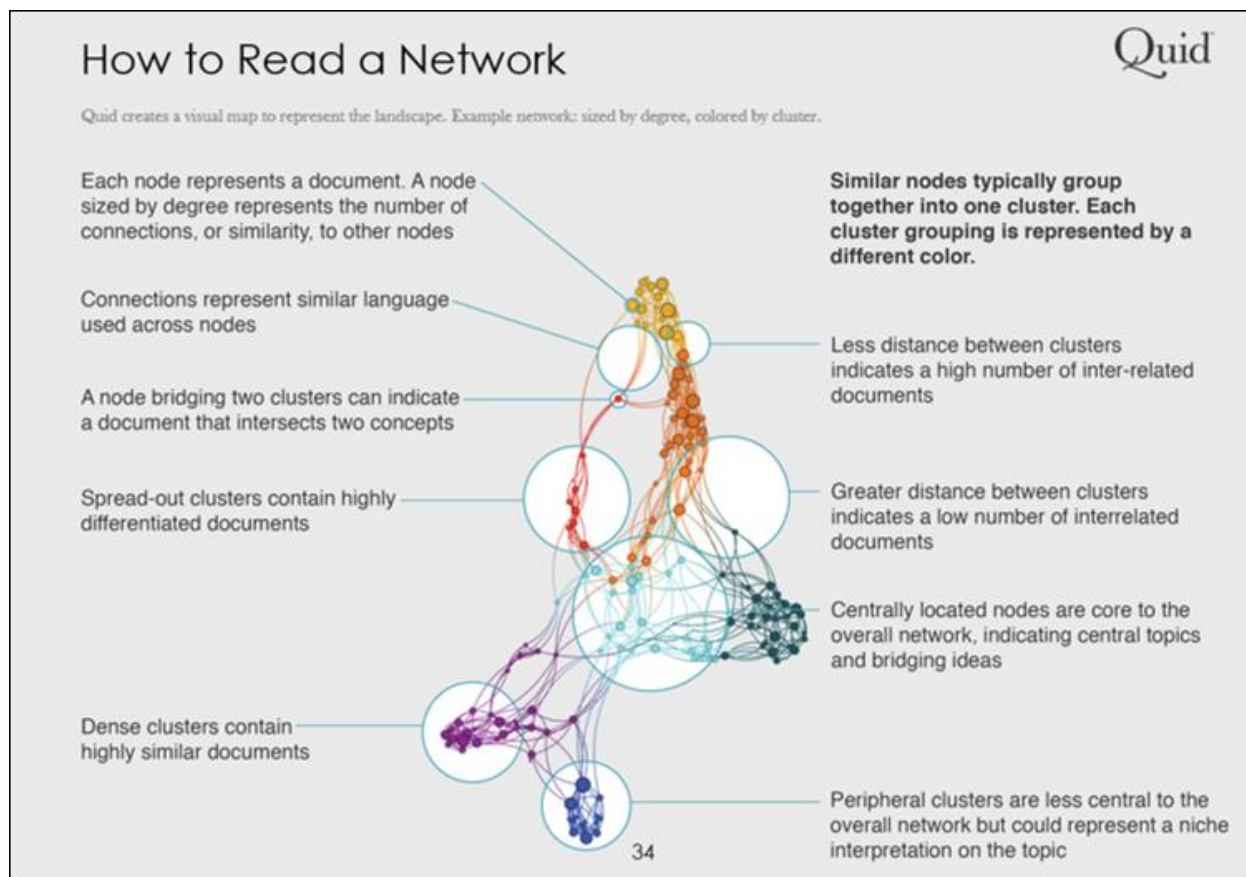 How to Read a Network
Quid
Quid creates a visual map to represent the landscape. Example network: sized by degree, colored by cluster.
Each node represents a document. A node
sized by degree represents the number of
connections, or similarity, to other nodes
Connections represent similar language
used across nodes
A node bridging two clusters can indicate
a document that intersects two concepts
Spread-out clusters contain highly
differentiated documents
Dense clusters contain
highly similar documents
Similar nodes typically group
together into one cluster. Each
cluster grouping is represented by a
different color.
Less distance between clusters
indicates a high number of inter-related
documents
Greater distance between clusters
indicates a low number of interrelated
documents
Centrally located nodes are core to the
overall network, indicating central topics
and bridging ideas
Peripheral clusters are less central to the
overall network but could represent a niche
interpretation on the topic
34